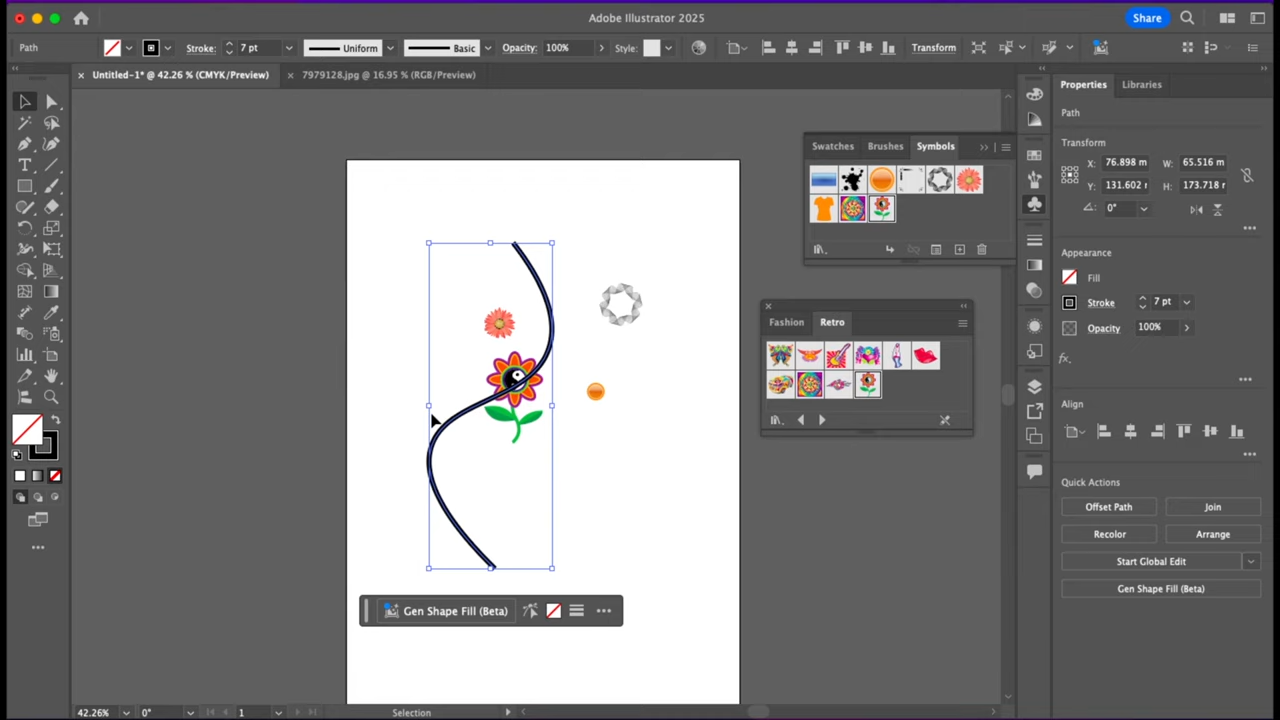 Adobe Illustrator 2025
Share
Path
Stroke:
7 pt
Uniform
Basic
Opacity:
100%
Style:
Transform
Untitled-1* @ 42.26 % (CMYK/Preview)
7979128.jpg @ 16.95 % (RGB/Preview)
Swatches
Brushes
Symbols
Fashion
Retro
Gen Shape Fill (Beta)
Properties
Libraries
Path
Transform
X:
76.898 m
W:
65.516 m
Y:
131.602 r
H:
173.718 r
0°
Appearance
Fill
Stroke
7 pt
Opacity
100%
fx.
Align
Quick Actions
Offset Path
Join
Recolor
Arrange
Start Global Edit
Gen Shape Fill (Beta)
42.26%
0°
1
Selection